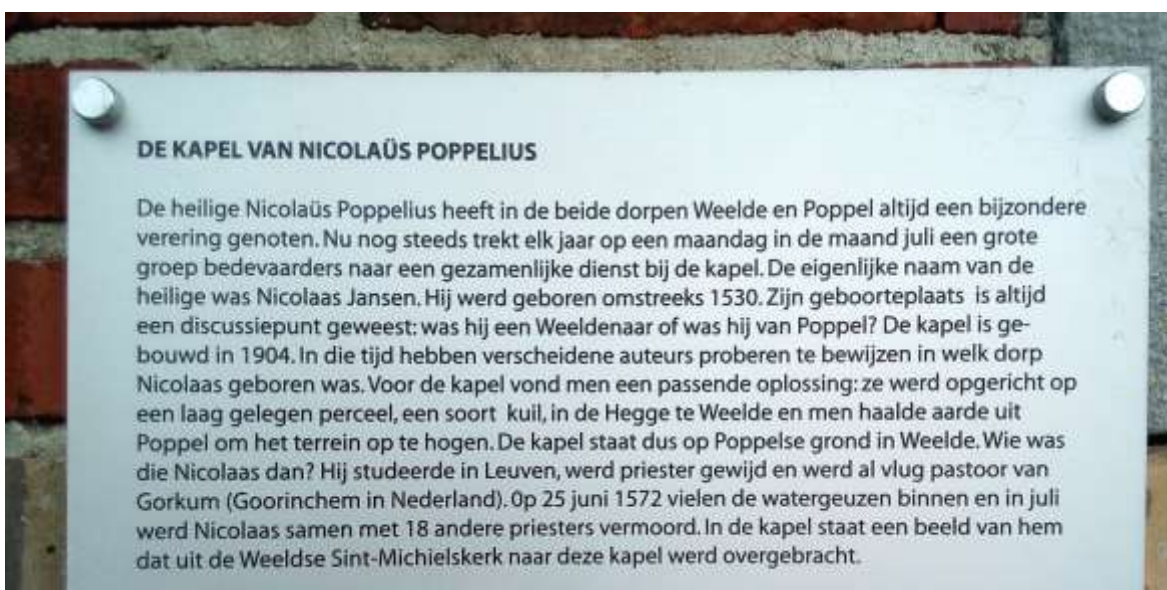 DE KAPEL VAN NICOLAÜS POPPELIUS
De heilige Nicolaüs Poppelius heeft in de beide dorpen Weelde en Poppel altijd een bijzondere
verering genoten. Nu nog steeds trekt elk jaar op een maandag in de maand juli een grote
groep bedevaarders naar een gezamenlijke dienst bij de kapel. De eigenlijke naam van de
heilige was Nicolaas Jansen. Hij werd geboren omstreeks 1530. Zijn geboorteplaats is altijd
een discussiepunt geweest: was hij een Weeldenaar of was hij van Poppel? De kapel is ge-
bouwd in 1904. In die tijd hebben verscheidene auteurs proberen te bewijzen in welk dorp
Nicolaas geboren was. Voor de kapel vond men een passende oplossing: ze werd opgericht op
een laag gelegen perceel, een soort kuil, in de Hegge te Weelde en men haalde aarde uit
Poppel om het terrein op te hogen. De kapel staat dus op Poppelse grond in Weelde. Wie was
die Nicolaas dan? Hij studeerde in Leuven, werd priester gewijd en werd al vlug pastoor van
Gorkum (Goorinchem in Nederland). 0p 25 juni 1572 vielen de watergeuzen binnen en in juli
werd Nicolaas samen met 18 andere priesters vermoord. In de kapel staat een beeld van hem
dat uit de Weeldse Sint-Michielskerk naar deze kapel werd overgebracht.